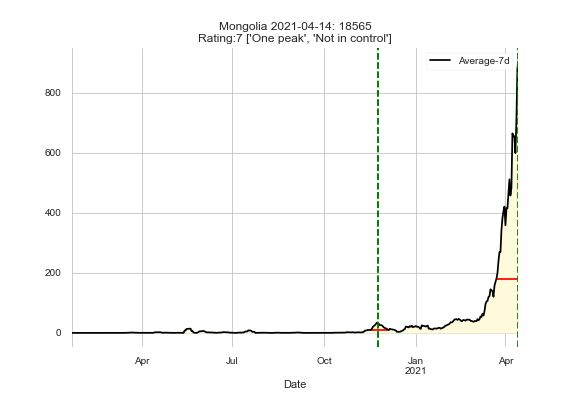 Mongolia 2021-04-14: 18565
Rating:7 ['One peak', 'Not in control']
Average-7d
800
600
400
200
0
Apr
Jul
Oct
Jan
2021
Apr
Date